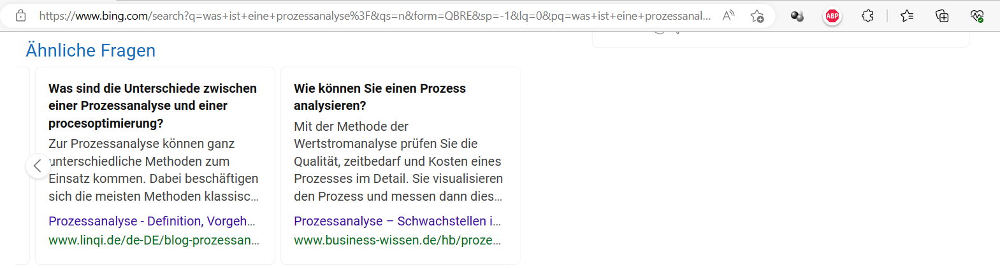 https://www.bing.com/search?q=was+ist+eine+prozessanalyse%3F&qs=n&form=QBRE&sp=-1&lq=0&pq=was+ist+eine+prozessanal...
A
ABP
Ähnliche Fragen
Was sind die Unterschiede zwischen
einer Prozessanalyse und einer
procesoptimierung?
Zur Prozessanalyse können ganz
unterschiedliche Methoden zum
Einsatz kommen. Dabei beschäftigen
sich die meisten Methoden klassisc...
Prozessanalyse - Definition, Vorgeh...
www.linqi.de/de-DE/blog-prozessan...
Wie können Sie einen Prozess
analysieren?
Mit der Methode der
Wertstromanalyse prüfen Sie die
Qualität, zeitbedarf und Kosten eines
Prozesses im Detail. Sie visualisieren
den Prozess und messen dann dies...
Prozessanalyse – Schwachstellen i...
www.business-wissen.de/hb/proze...